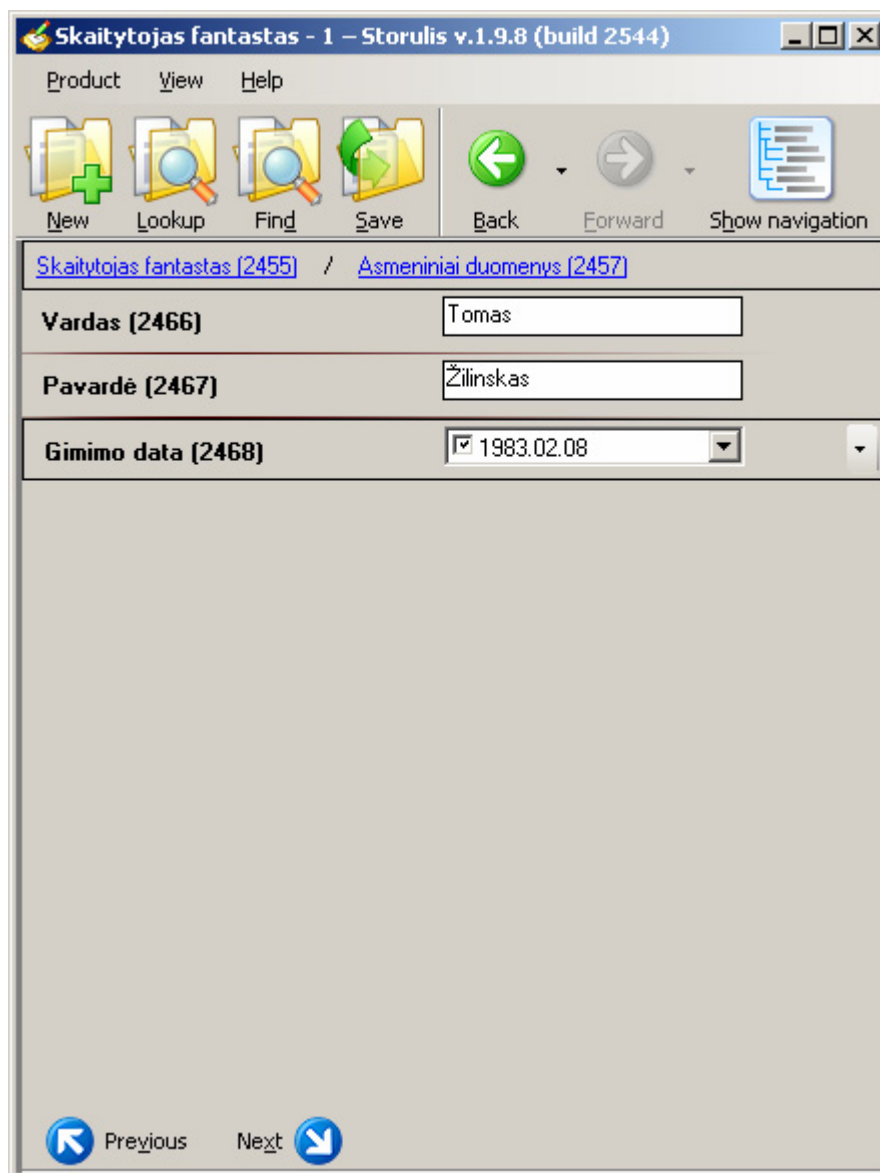 Skaitytojas fantastas - 1 – Storulis v.1.9.8 (build 2544)
Product View Help
New Lookup Find Save Back Forward Show navigation
Skaitytojas fantastas (2455) / Asmeniniai duomenys (2457)
Vardas (2466) Tomas
Pavardė (2467) Žilinskas
Gimimo data (2468) 1983.02.08
Previous Next